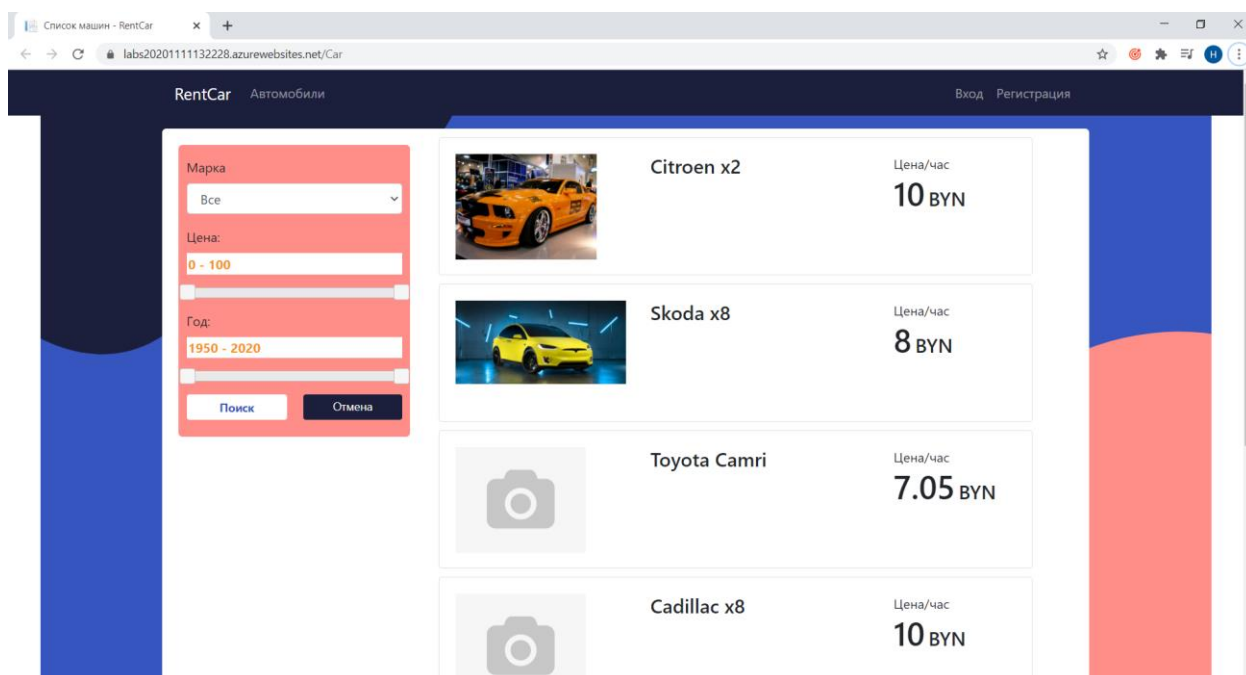 Список машин - RentCar
labs20201111132228.azurewebsites.net/Car
H
RentCar Автомобили Вход Регистрация
Марка
Все
Цена:
0 - 100
Год:
1950 - 2020
Поиск Отмена
Citroen x2
Цена/час
10 BYN
Skoda x8
Цена/час
8 BYN
Toyota Camri
Цена/час
7.05 BYN
Cadillac x8
Цена/час
10 BYN